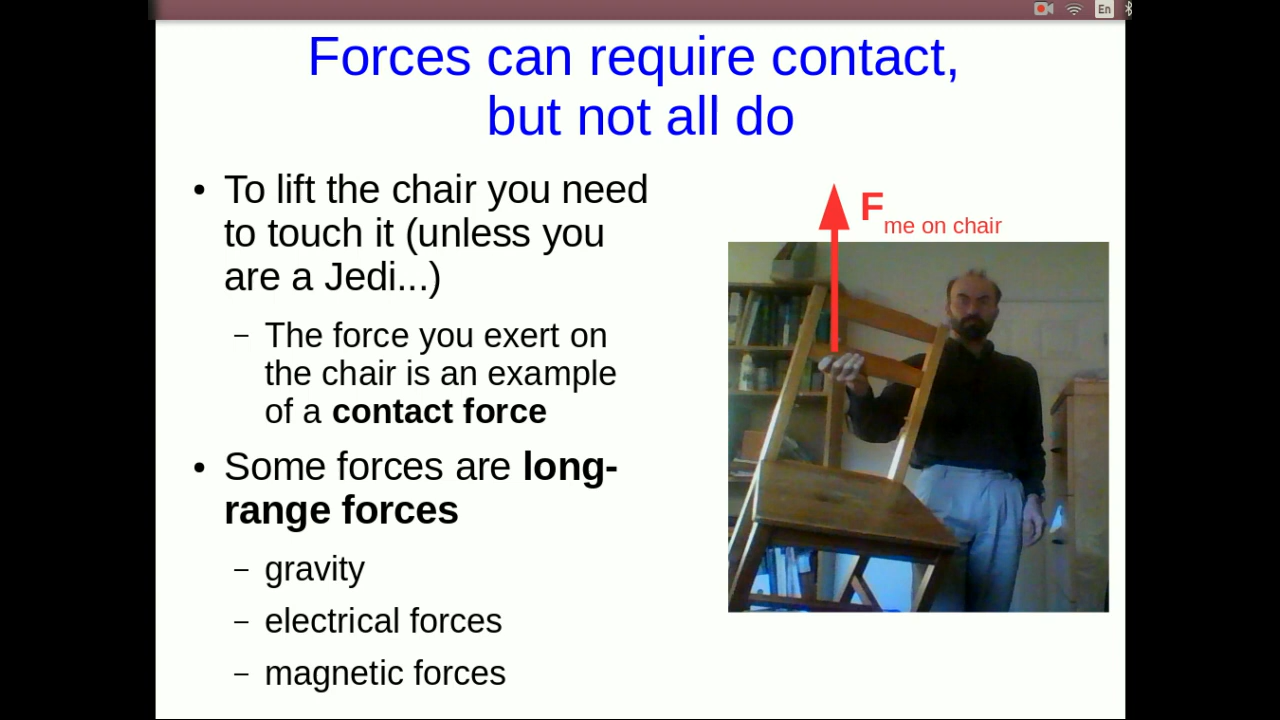 En
Forces can require contact,
but not all do
• To lift the chair you need
to touch it (unless you
are a Jedi...)
– The force you exert on
the chair is an example
of a contact force
• Some forces are long-
range forces
– gravity
– electrical forces
– magnetic forces
F me on chair